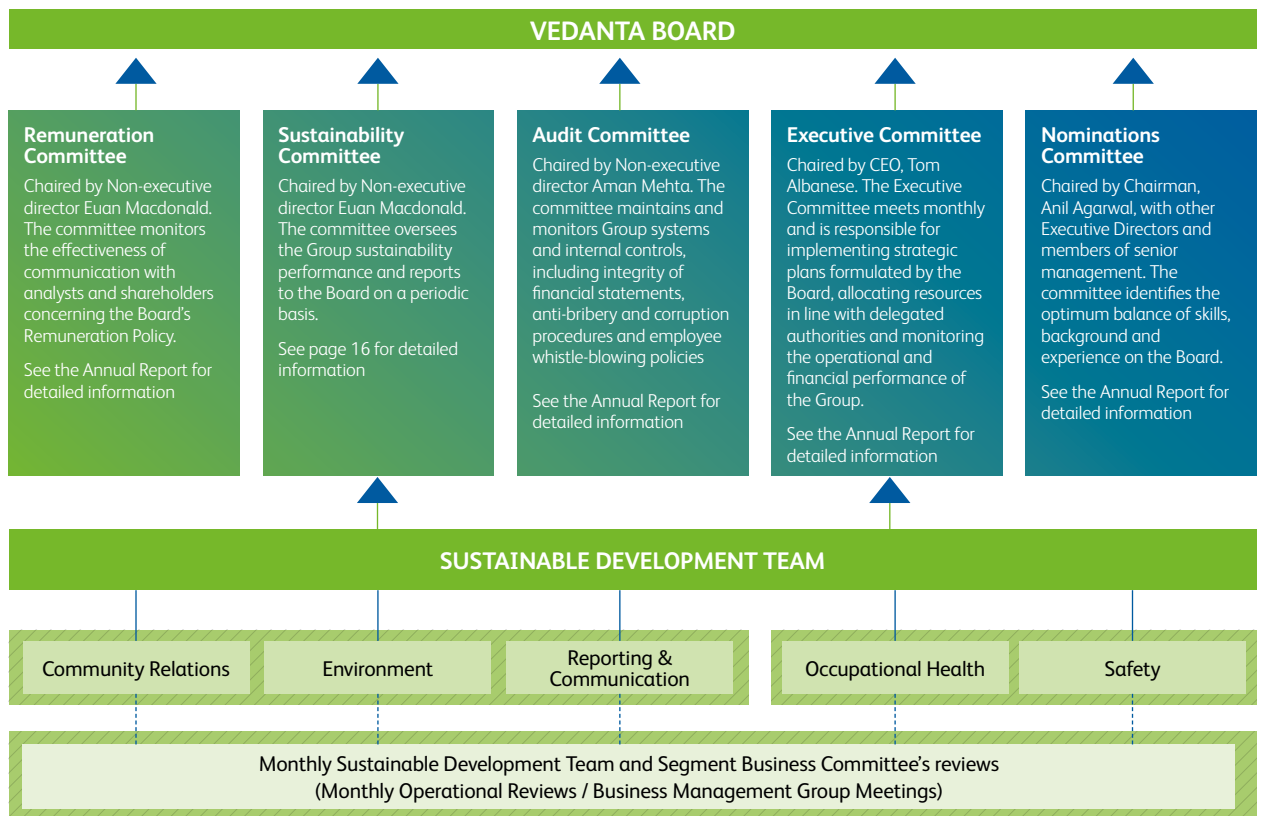 VEDANTA BOARD
Remuneration
Committee
Chaired by Non-executive
director Euan Macdonald.
The committee monitors
the effectiveness of
communication with
analysts and shareholders
concerning the Board's
Remuneration Policy.
See the Annual Report for
detailed information
Sustainability
Committee
Chaired by Non-executive
director Euan Macdonald.
The committee oversees
the Group sustainability
performance and reports
to the Board on a periodic
basis.
See page 16 for detailed
information
Audit Committee
Chaired by Non-executive
director Aman Mehta. The
committee maintains and
monitors Group systems
and internal controls,
including integrity of
financial statements,
anti-bribery and corruption
procedures and employee
whistle-blowing policies
See the Annual Report for
detailed information
Executive Committee
Chaired by CEO, Tom
Albanese. The Executive
Committee meets monthly
and is responsible for
implementing strategic
plans formulated by the
Board, allocating resources
in line with delegated
authorities and monitoring
the operational and
financial performance of
the Group.
See the Annual Report for
detailed information
Nominations
Committee
Chaired by Chairman,
Anil Agarwal, with other
Executive Directors and
members of senior
management. The
committee identifies the
optimum balance of skills,
background and
experience on the Board.
See the Annual Report for
detailed information
SUSTAINABLE DEVELOPMENT TEAM
Community Relations
Environment
Reporting &
Communication
Occupational Health
Safety
Monthly Sustainable Development Team and Segment Business Committee's reviews
(Monthly Operational Reviews / Business Management Group Meetings)